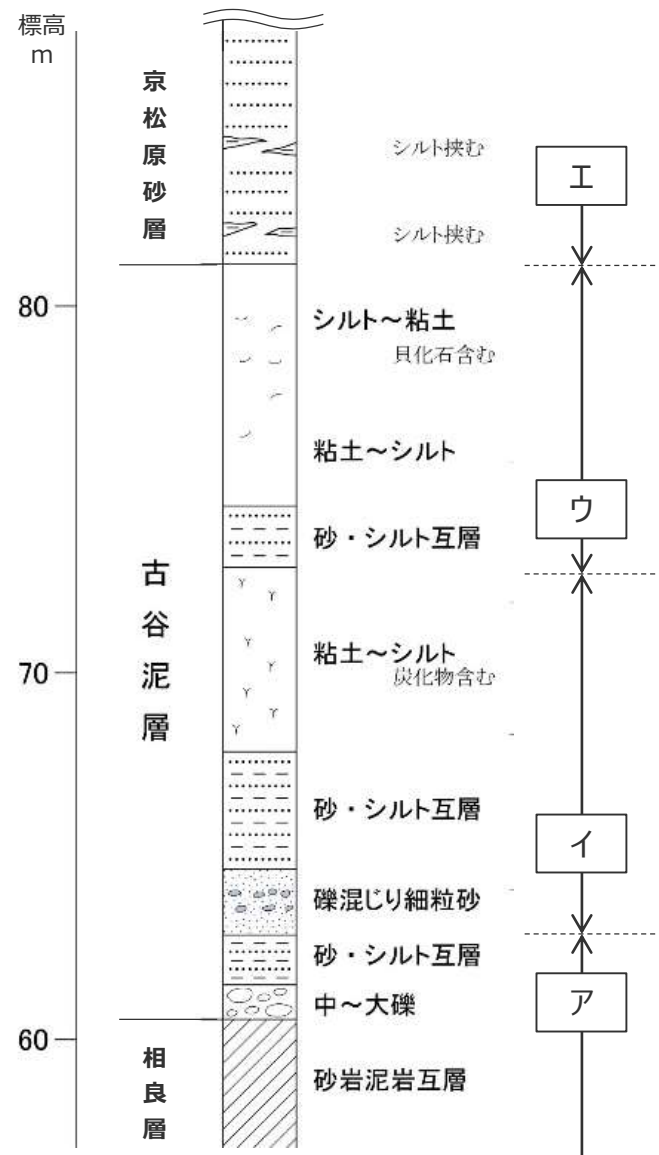 標高
m
京松原砂層
シルト挟む
エ
シルト挟む
80
シルト〜粘土
貝化石含む
粘土〜シルト
ウ
砂・シルト互層
古谷泥層
70
粘土〜シルト
炭化物含む
砂・シルト互層
イ
礫混じり細粒砂
砂・シルト互層
ア
中〜大礫
60
相良層
砂岩泥岩互層